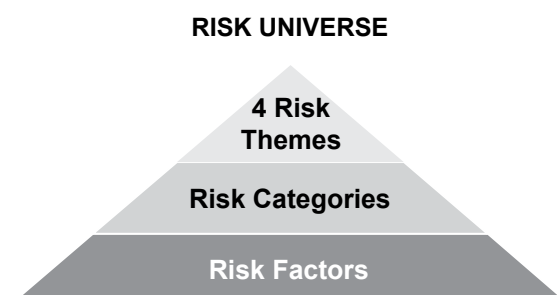 RISK UNIVERSE
4 Risk
Themes
Risk Categories
Risk Factors